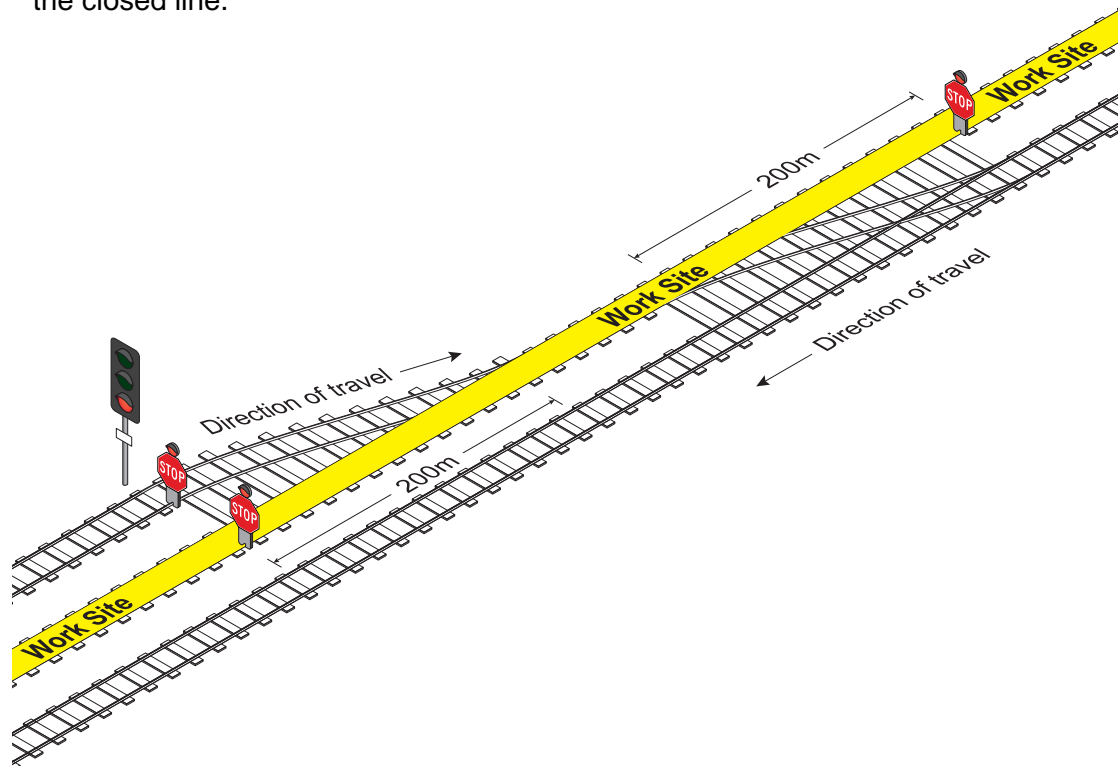 the closed line.
STOP
Work Site
200m
Work Site
Direction of travel
Direction of travel
STOP
200m
STOP
Work Site